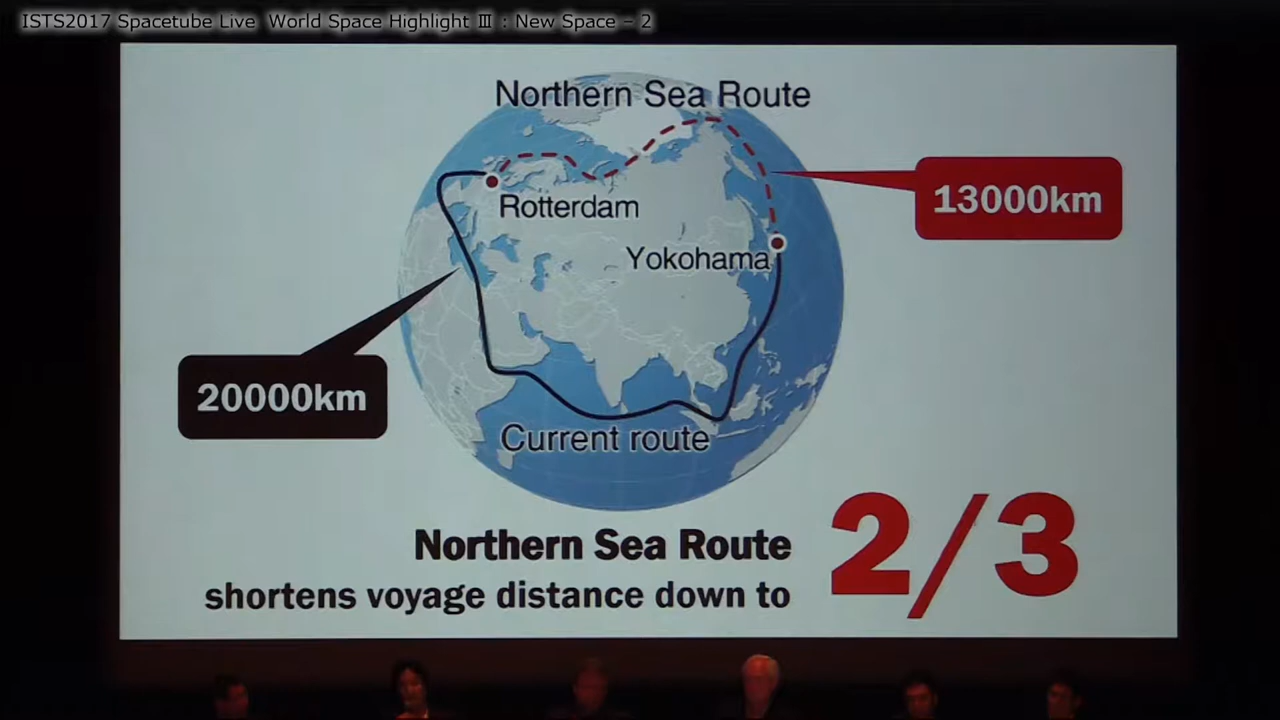 ISTS2017 Spacetube Live World Space Highlight Ⅲ : New Space – 2
Northern Sea Route
13000km
Rotterdam
Yokohama
20000km
Current route
Northern Sea Route
shortens voyage distance down to
2/3